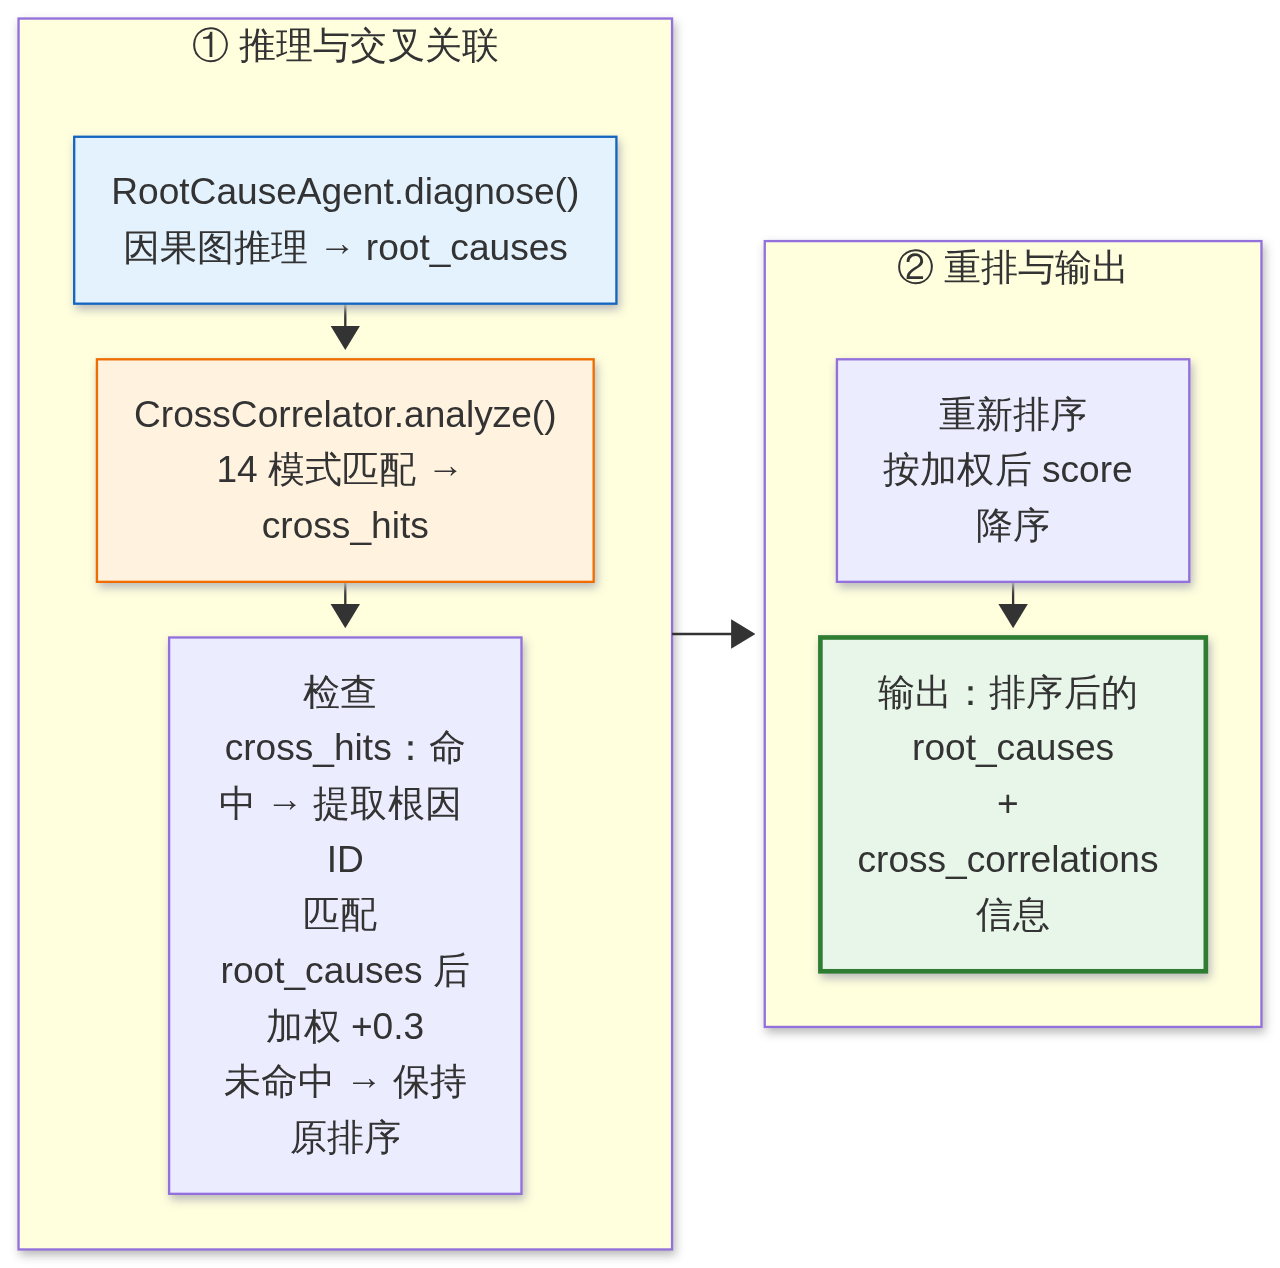 ① 推理与交叉关联
RootCauseAgent.diagnose()
因果图推理 → root_causes
CrossCorrelator.analyze()
14 模式匹配 →
cross_hits
检查
cross_hits：命
中 → 提取根因
ID
匹配
root_causes 后
加权 +0.3
未命中 → 保持
原排序
② 重排与输出
重新排序
按加权后 score
降序
输出：排序后的
root_causes
+
cross_correlations
信息